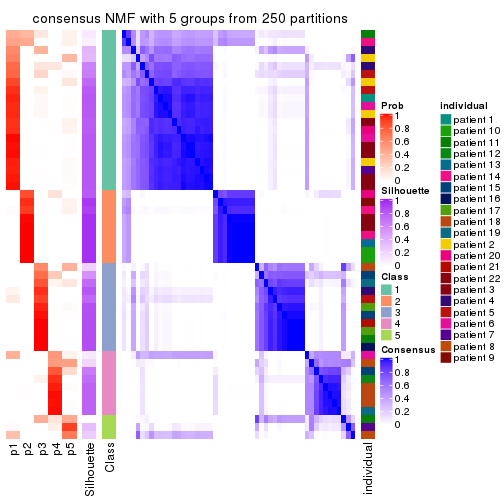 consensus NMF with 5 groups from 250 partitions
Prob
1
0.8
0.6
0.4
0.2
0
Silhouette
1
0.8
0.6
0.4
0.2
0
Class
1
2
3
4
5
Consensus
1
0.8
0.6
0.4
0.2
0
individual
patient 1
patient 10
patient 11
patient 12
patient 13
patient 14
patient 15
patient 16
patient 17
patient 18
patient 19
patient 2
patient 20
patient 21
patient 22
patient 3
patient 4
patient 5
patient 6
patient 7
patient 8
patient 9
p1
p2
p3
p4
p5
Silhouette
Class
individual